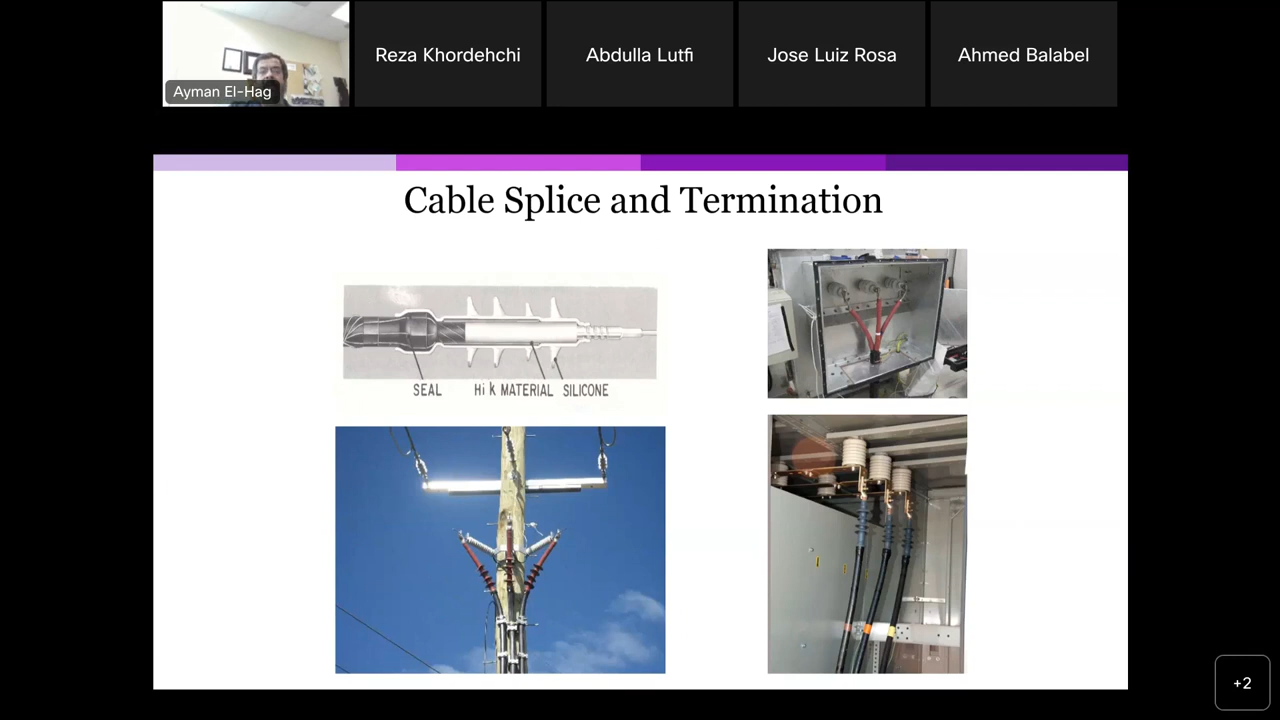 Ayman El-Hag
Reza Khordehchi
Abdulla Lutfi
Jose Luiz Rosa
Ahmed Balabel
Cable Splice and Termination
SEAL
Hi k MATERIAL
SILICONE
+2